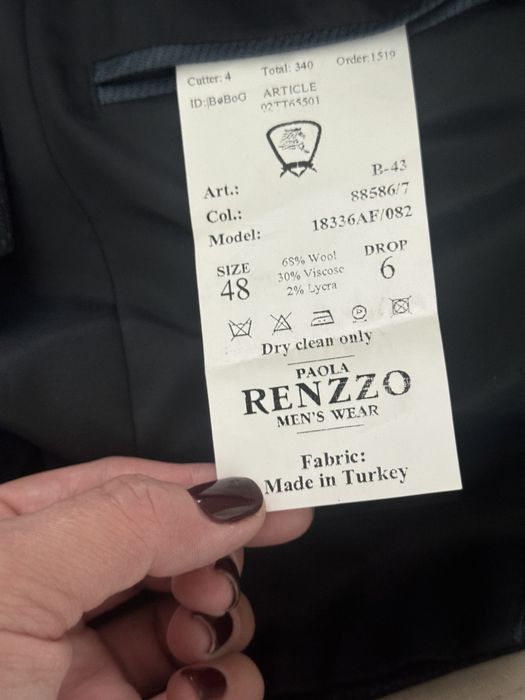 Cutter: 4 Total: 340 Order:1519
ID:|BøBoG ARTICLE
02TT65501
Art.: B-43
Col.: 88586/7
Model: 18336AF/082
SIZE
48
68% Wool
30% Viscose
2% Lycra
DROP
6
Dry clean only
PAOLA
RENZZO
MEN'S WEAR
Fabric:
Made in Turkey